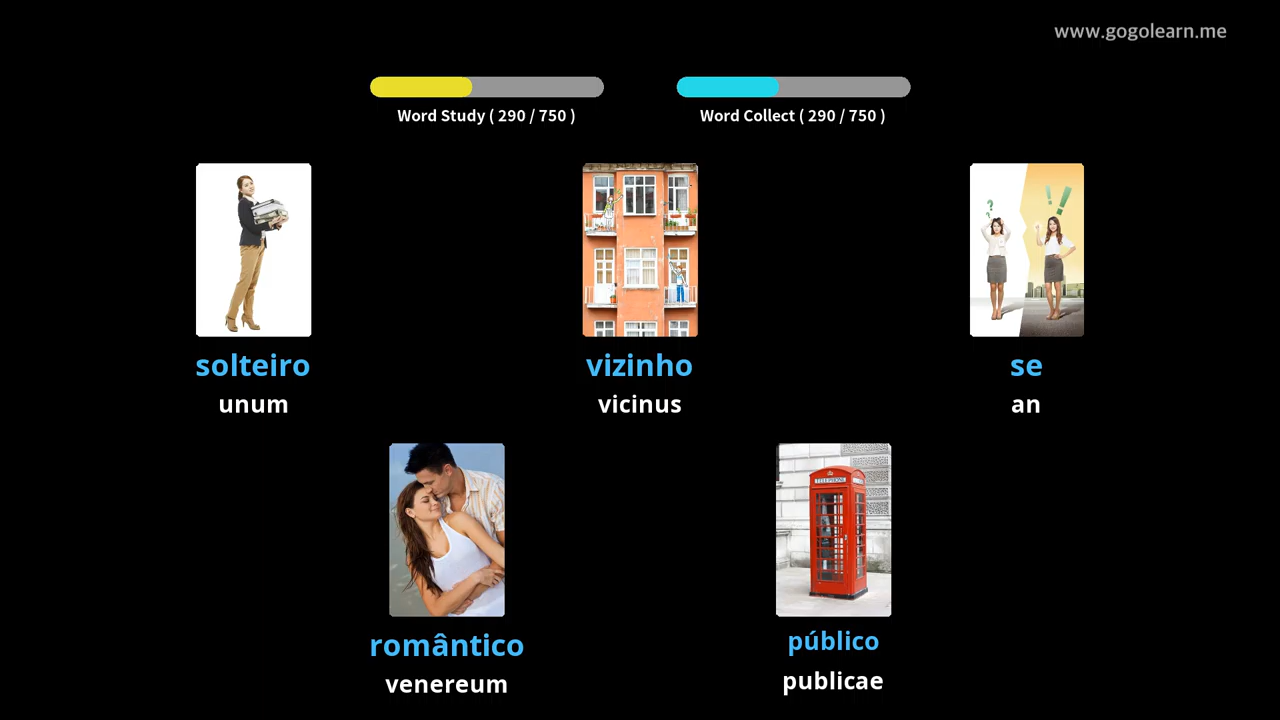 www.gogolearn.me
Word Study ( 290 / 750 )
Word Collect ( 290 / 750 )
solteiro
unum
vizinho
vicinus
se
an
TELEPHONE
romântico
venereum
público
publicae